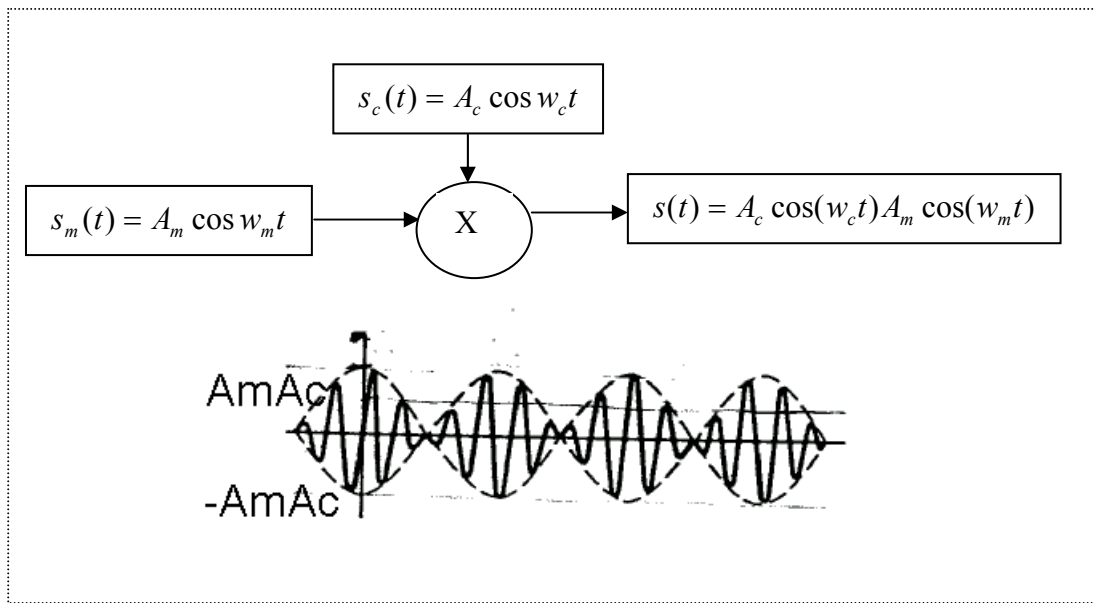 s_c(t) = A_c cos w_c t
s_m(t) = A_m cos w_m t
X
s(t) = A_c cos(w_c t)A_m cos(w_m t)
AmAc
-AmAc